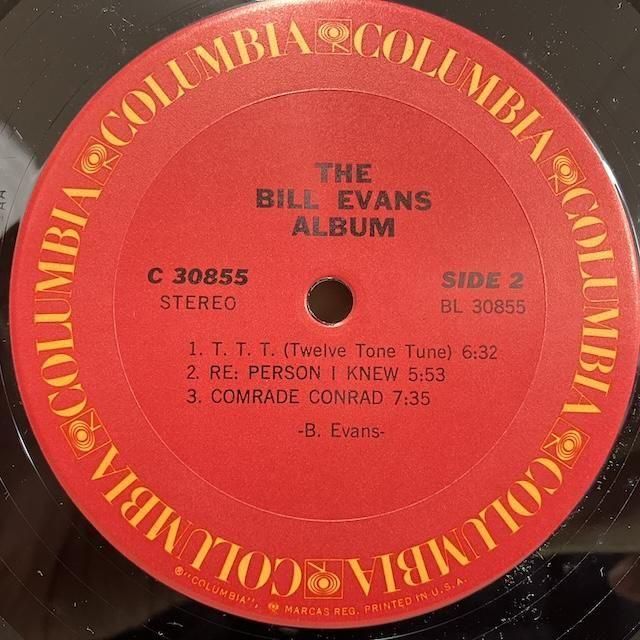 COLUMBIA COLUMBIA COLUMBIA COLUMBIA COLUMBIA COLUMBIA COLUMBIA COLUMBIA
THE
BILL EVANS
ALBUM
C 30855
STEREO
SIDE 2
BL 30855
1. T. T. T. (Twelve Tone Tune) 6:32
2. RE: PERSON I KNEW 5:53
3. COMRADE CONRAD 7:35
-B. Evans-
® "COLUMBIA", MARCAS REG. PRINTED IN U.S.A.